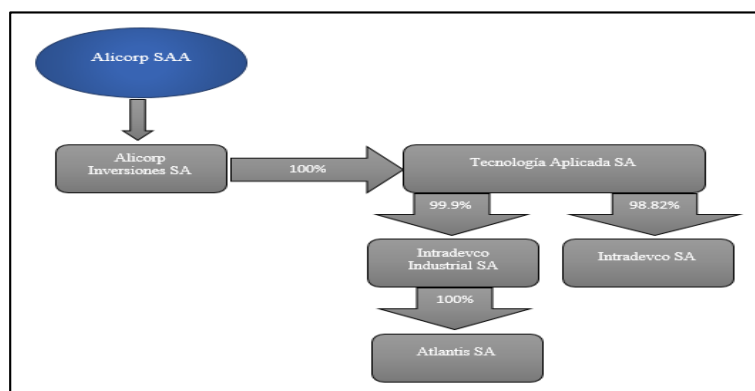 Alicorp SAA
Alicorp
Inversiones SA
100%
Tecnología Aplicada SA
99.9%
98.82%
Intradevco
Industrial SA
Intradevco SA
100%
Atlantis SA